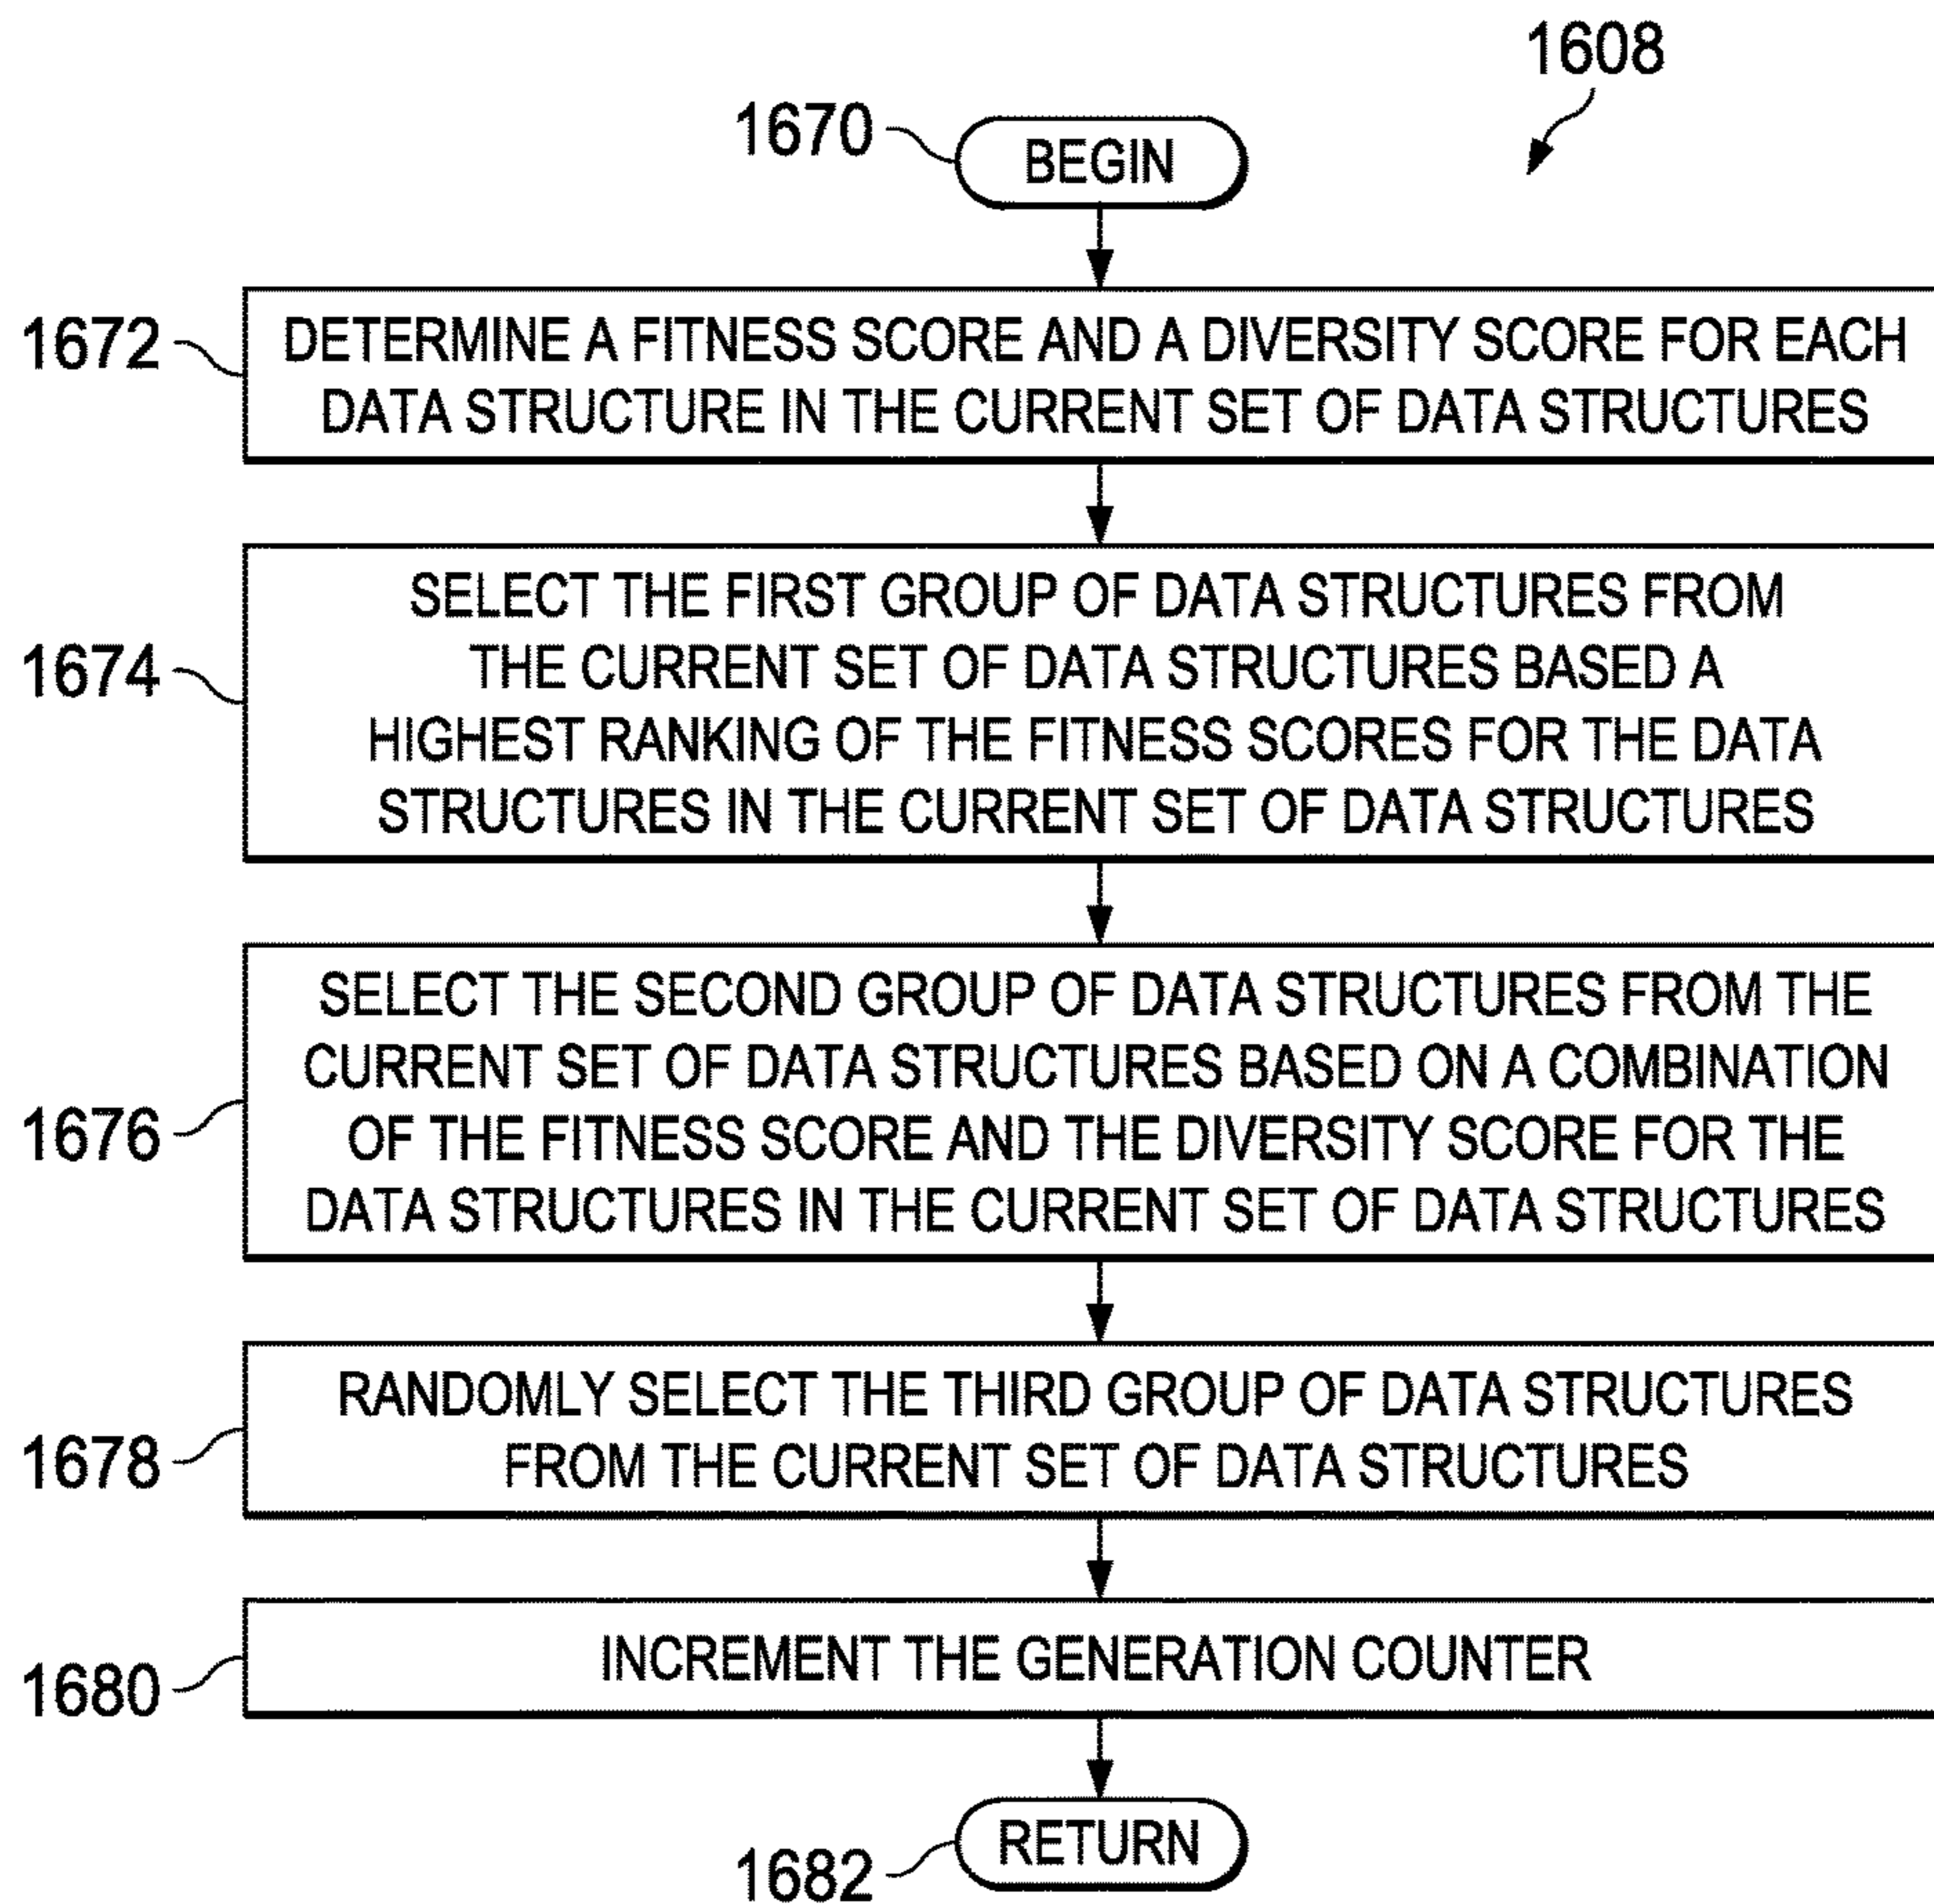 1608
1670
BEGIN
1672
DETERMINE A FITNESS SCORE AND A DIVERSITY SCORE FOR EACH
DATA STRUCTURE IN THE CURRENT SET OF DATA STRUCTURES
1674
SELECT THE FIRST GROUP OF DATA STRUCTURES FROM
THE CURRENT SET OF DATA STRUCTURES BASED A
HIGHEST RANKING OF THE FITNESS SCORES FOR THE DATA
STRUCTURES IN THE CURRENT SET OF DATA STRUCTURES
1676
SELECT THE SECOND GROUP OF DATA STRUCTURES FROM THE
CURRENT SET OF DATA STRUCTURES BASED ON A COMBINATION
OF THE FITNESS SCORE AND THE DIVERSITY SCORE FOR THE
DATA STRUCTURES IN THE CURRENT SET OF DATA STRUCTURES
1678
RANDOMLY SELECT THE THIRD GROUP OF DATA STRUCTURES
FROM THE CURRENT SET OF DATA STRUCTURES
1680
INCREMENT THE GENERATION COUNTER
1682
RETURN